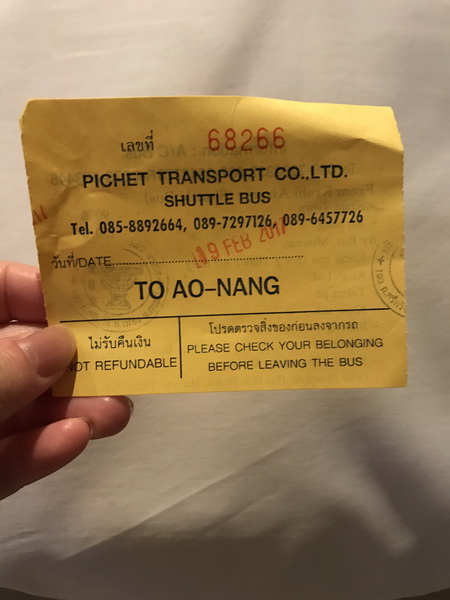 เลขที่ 68266
PICHET TRANSPORT CO.,LTD.
SHUTTLE BUS
Tel. 085-8892664, 089-7297126, 089-6457726
วันที่/DATE 19 FEB 2017
TO AO-NANG
ไม่รับคืนเงิน
NOT REFUNDABLE
โปรดตรวจสิ่งของก่อนลงจากรถ
PLEASE CHECK YOUR BELONGING
BEFORE LEAVING THE BUS